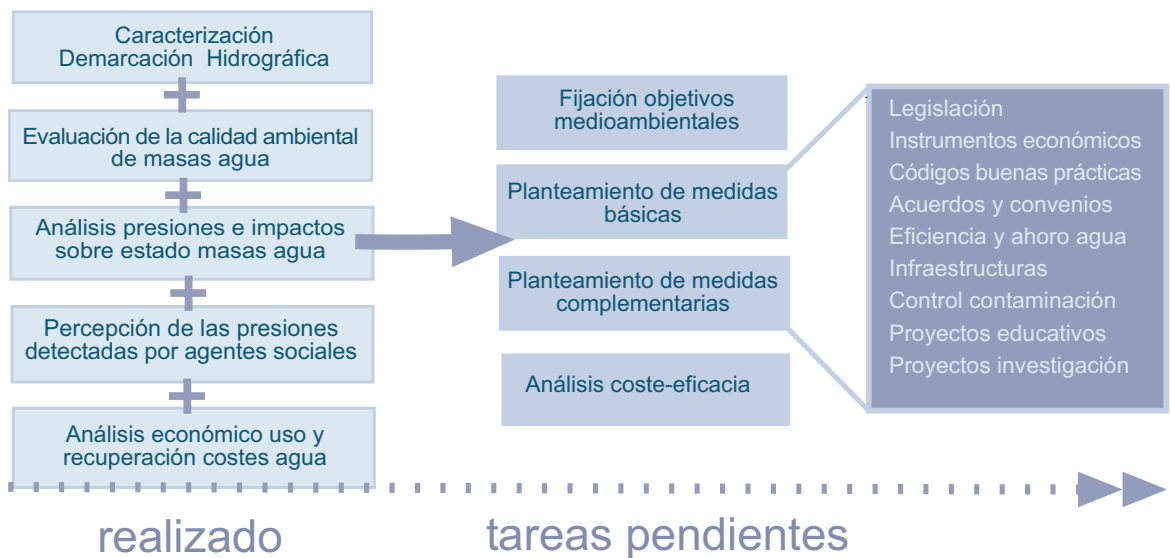 Caracterización
Demarcación Hidrográfica
+
Evaluación de la calidad ambiental
de masas agua
+
Análisis presiones e impactos
sobre estado masas agua
+
Percepción de las presiones
detectadas por agentes sociales
+
Análisis económico uso y
recuperación costes agua
Fijación objetivos
medioambientales
Planteamiento de medidas
básicas
Planteamiento de medidas
complementarias
Análisis coste-eficacia
Legislación
Instrumentos económicos
Códigos buenas prácticas
Acuerdos y convenios
Eficiencia y ahoro agua
Infraestructuras
Control contaminación
Proyectos educativos
Proyectos investigación
realizado
tareas pendientes